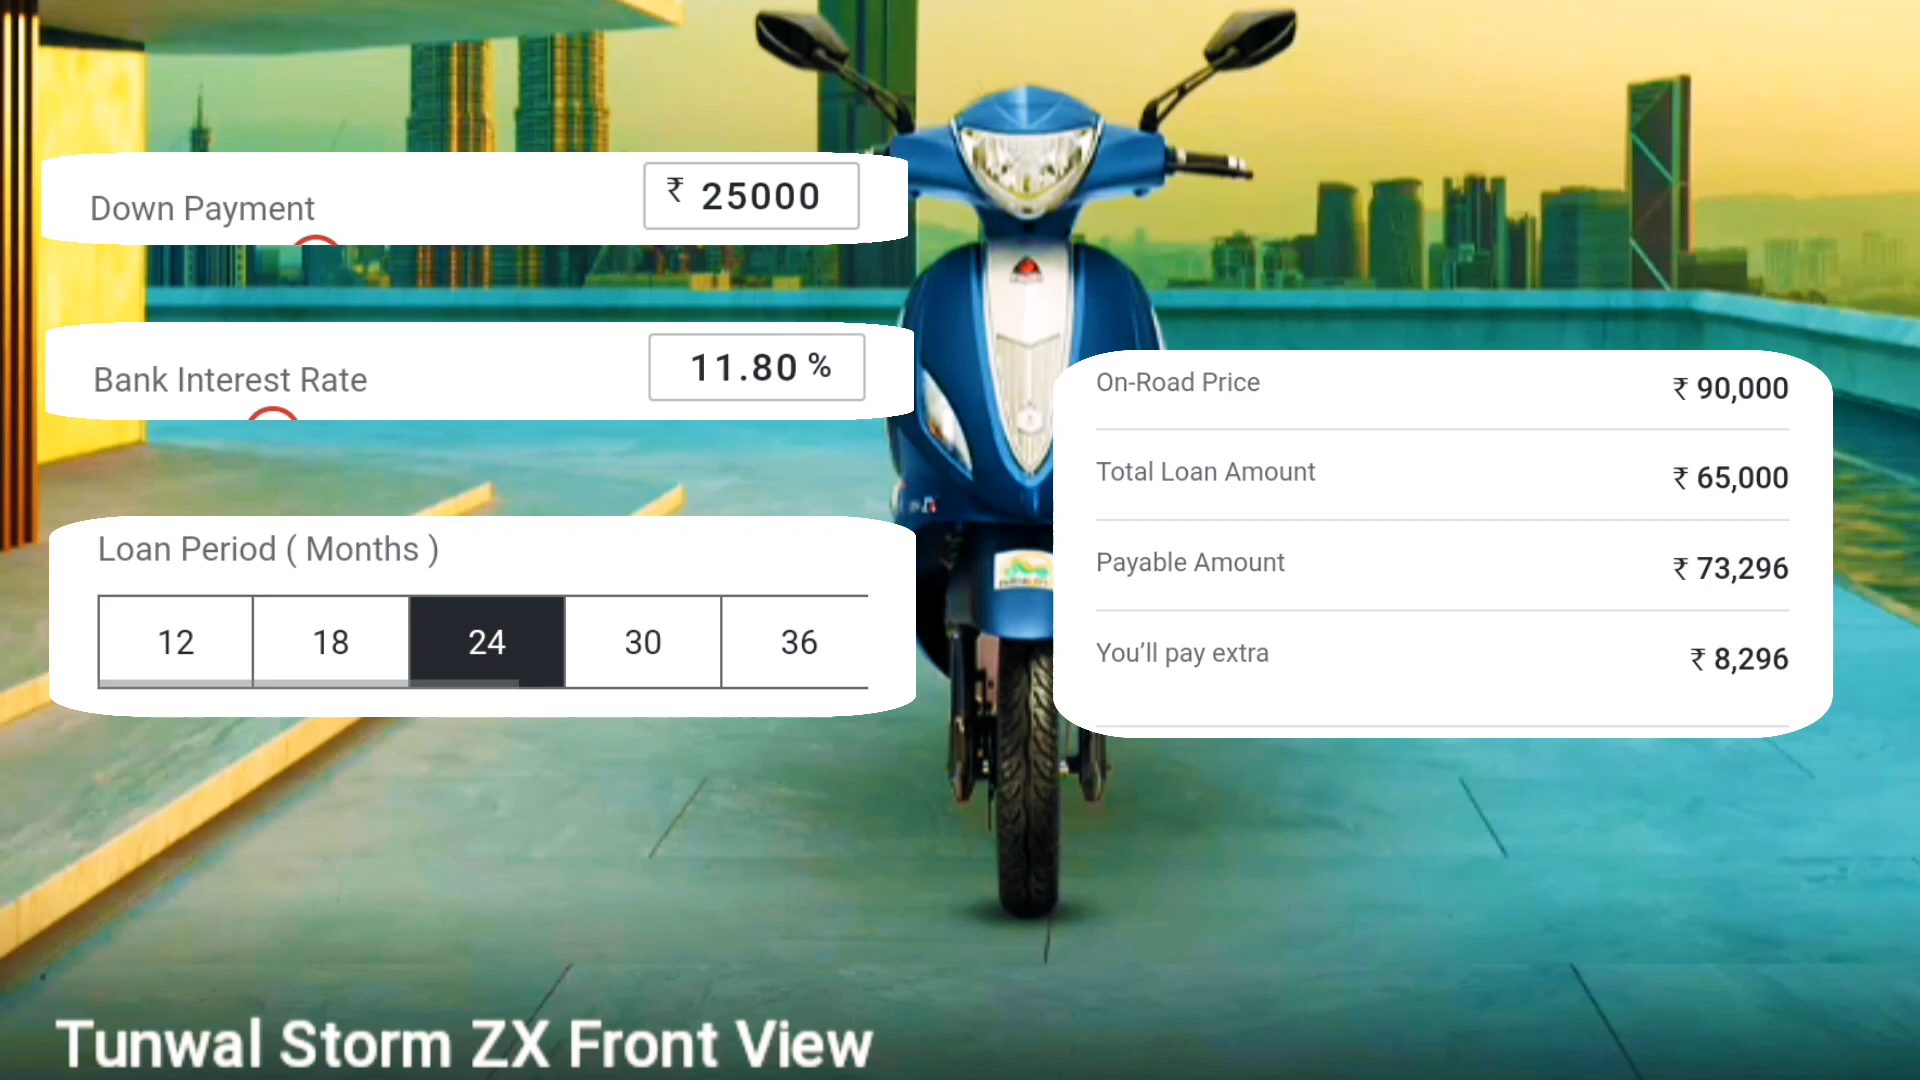 Down Payment ₹ 25000
Bank Interest Rate 11.80 %
Loan Period ( Months )
12 18 24 30 36
On-Road Price ₹ 90,000
Total Loan Amount ₹ 65,000
Payable Amount ₹ 73,296
You’ll pay extra ₹ 8,296
Tunwal Storm ZX Front View